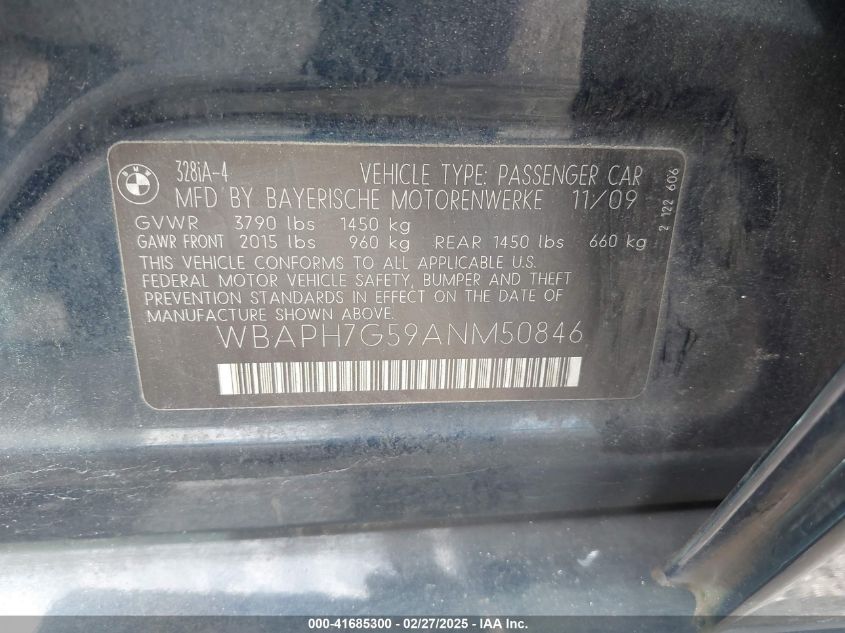 BMW
328iA-4 VEHICLE TYPE: PASSENGER CAR
MFD BY BAYERISCHE MOTORENWERKE 11/09
GVWR 3790 lbs 1450 kg
GAWR FRONT 2015 lbs 960 kg REAR 1450 lbs 660 kg
THIS VEHICLE CONFORMS TO ALL APPLICABLE U.S.
FEDERAL MOTOR VEHICLE SAFETY, BUMPER AND THEFT
PREVENTION STANDARDS IN EFFECT ON THE DATE OF
MANUFACTURE SHOWN ABOVE.
WBAPH7G59ANM50846
2 122 606
000-41685300 - 02/27/2025 - IAA, Inc.